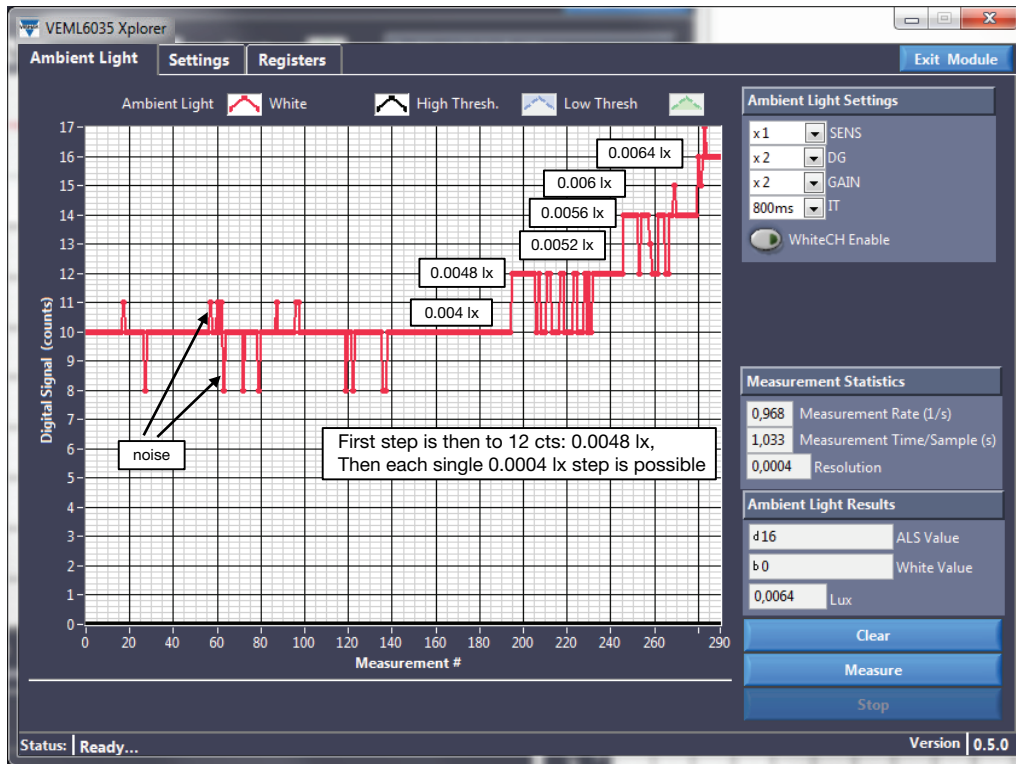 VEML6035 Xplorer
Ambient Light Settings Registers Exit Module
Ambient Light White High Thresh. Low Thresh
Digital Signal (counts)
17
16
15
14
13
12
11
10
9
8
7
6
5
4
3
2
1
0
0.0064 lx
0.006 lx
0.0056 lx
0.0052 lx
0.0048 lx
0.004 lx
noise
First step is then to 12 cts: 0.0048 lx,
Then each single 0.0004 lx step is possible
0 20 40 60 80 100 120 140 160 180 200 220 240 260 290
Measurement #
Ambient Light Settings
x 1 SENS
x 2 DG
x 2 GAIN
800ms IT
WhiteCH Enable
Measurement Statistics
0,968 Measurement Rate (1/s)
1,033 Measurement Time/Sample (s)
0,0004 Resolution
Ambient Light Results
d 16 ALS Value
b 0 White Value
0,0064 Lux
Clear
Measure
Stop
Status: Ready... Version 0.5.0